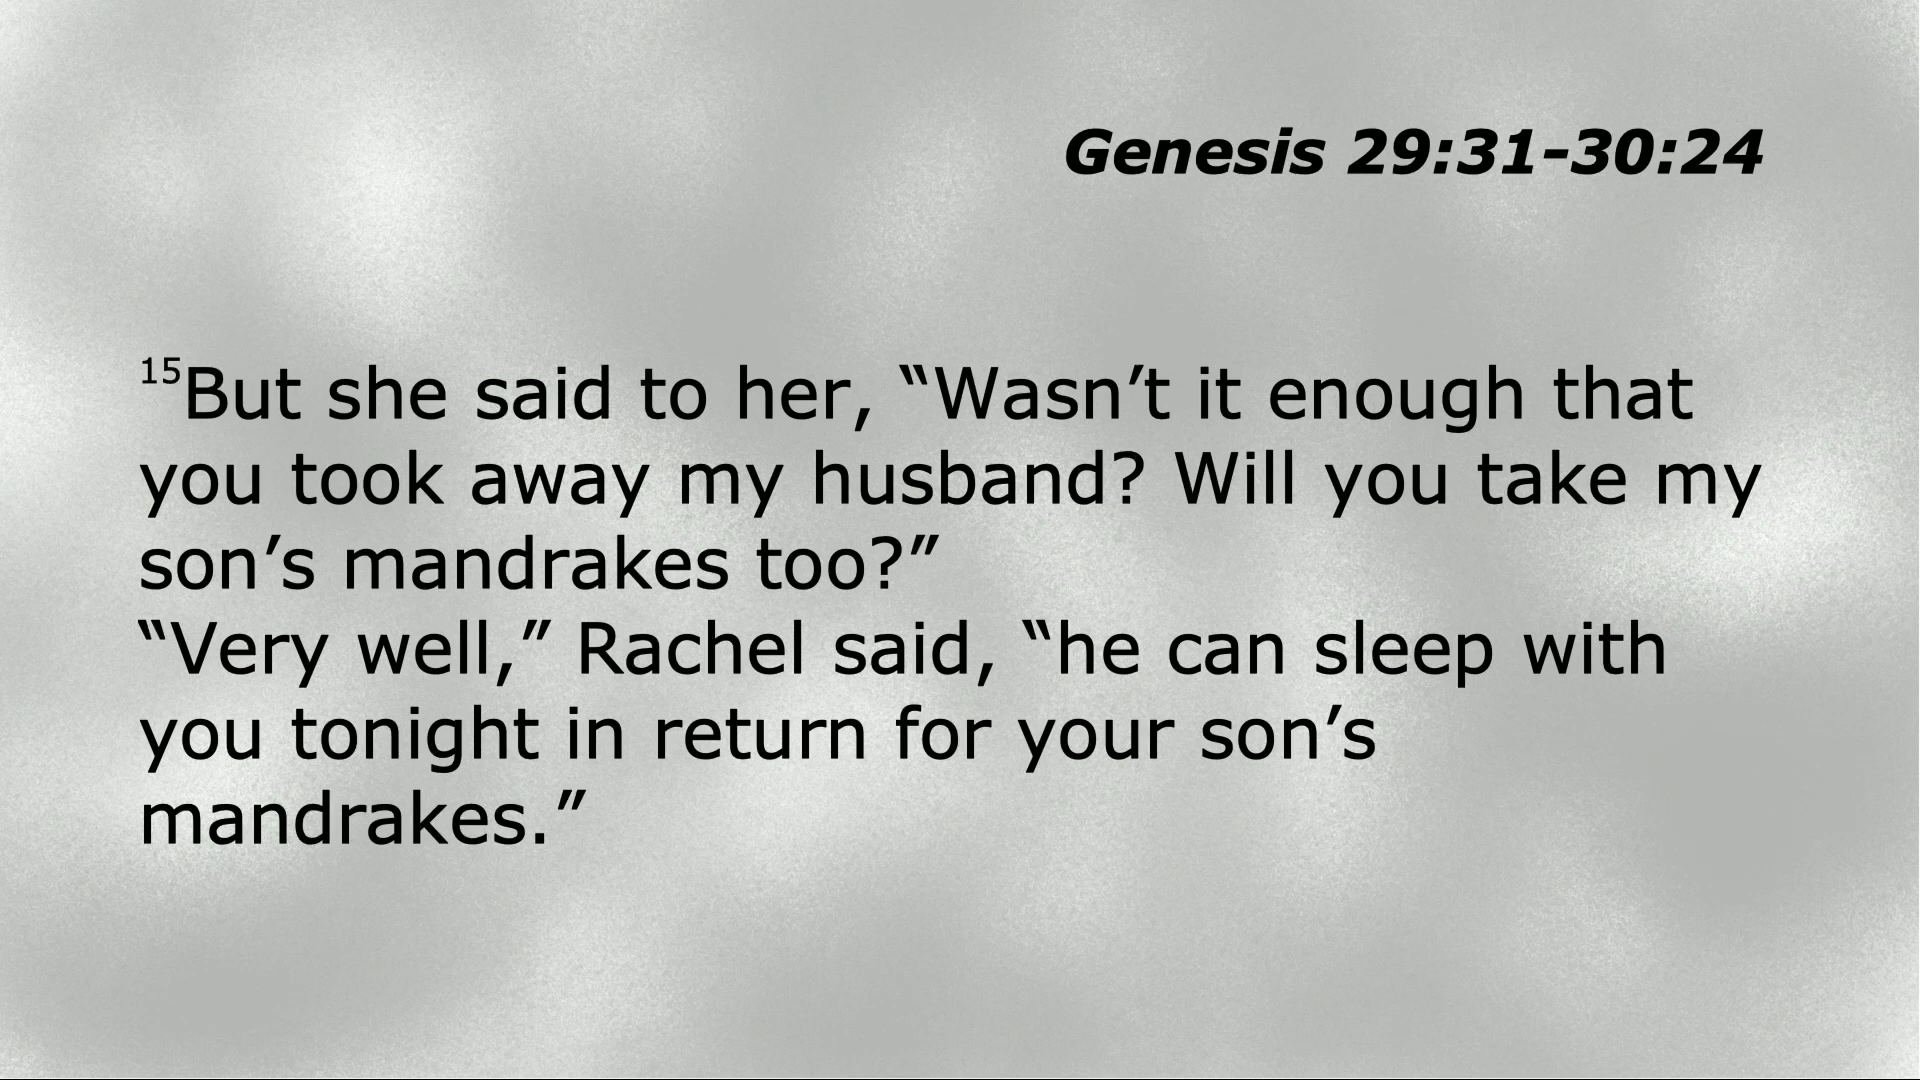 Genesis 29:31-30:24
15But she said to her, “Wasn’t it enough that
you took away my husband? Will you take my
son’s mandrakes too?”
“Very well,” Rachel said, “he can sleep with
you tonight in return for your son’s
mandrakes.”